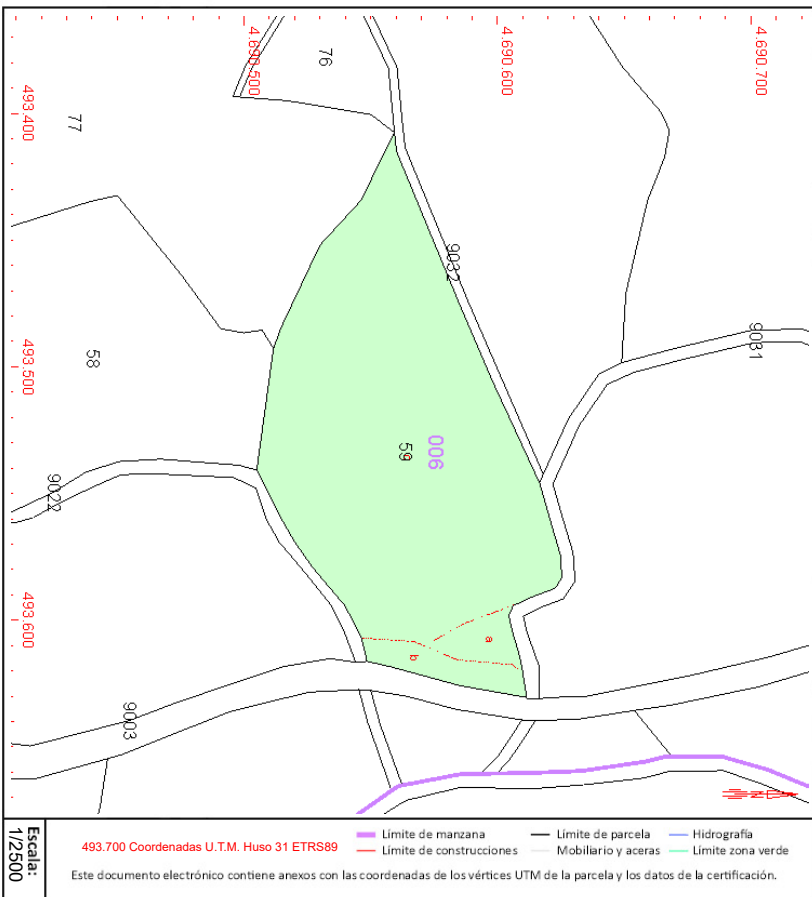 4.690.500
4.690.600
4.690.700
76
493.400
77
9032
9031
58
493.500
006
59
9022
493.600
a
b
9003
N
Escala:
1/2500
493.700 Coordenadas U.T.M. Huso 31 ETRS89
Límite de manzana
Límite de parcela
Hidrografía
Límite de construcciones
Mobiliario y aceras
Límite zona verde
Este documento electrónico contiene anexos con las coordenadas de los vértices UTM de la parcela y los datos de la certificación.